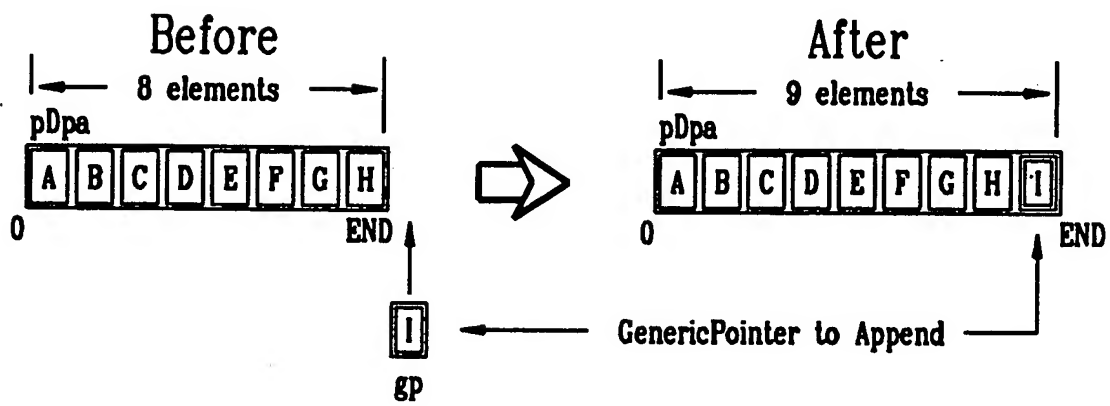 Before
8 elements
pDpa
A B C D E F G H
0 END
I
gp
After
9 elements
pDpa
A B C D E F G H I
0 END
GenericPointer to Append